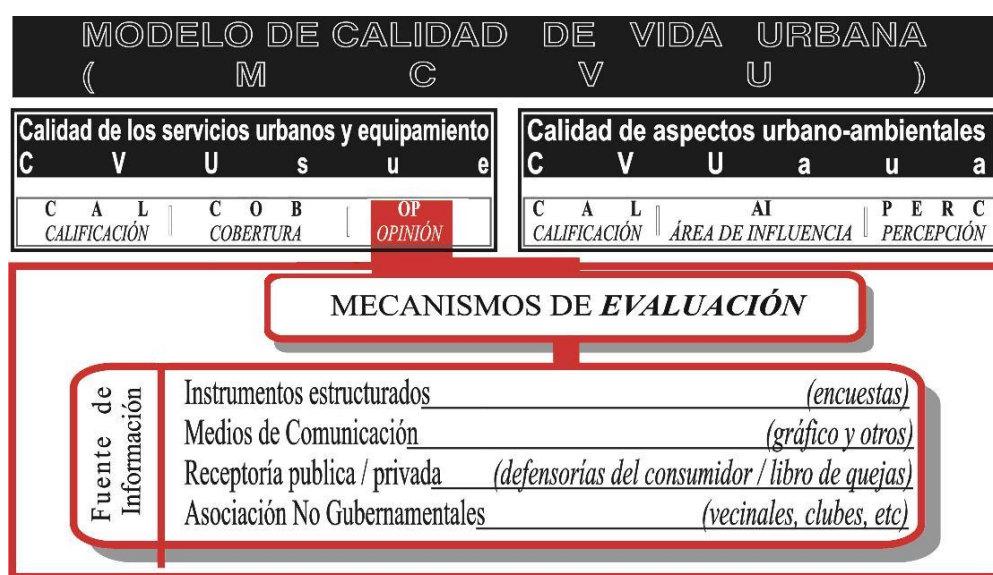 MODELO DE CALIDAD DE VIDA URBANA
( M C V U )
Calidad de los servicios urbanos y equipamiento
C V U s u e
C A L C O B OP
CALIFICACIÓN COBERTURA OPINIÓN
Calidad de aspectos urbano-ambientales
C V U a u a
C A L AI P E R C
CALIFICACIÓN ÁREA DE INFLUENCIA PERCEPCIÓN
MECANISMOS DE EVALUACIÓN
Fuente de
Información
Instrumentos estructurados (encuestas)
Medios de Comunicación (gráfico y otros)
Receptoría publica / privada (defensorías del consumidor / libro de quejas)
Asociación No Gubernamentales (vecinales, clubes, etc)